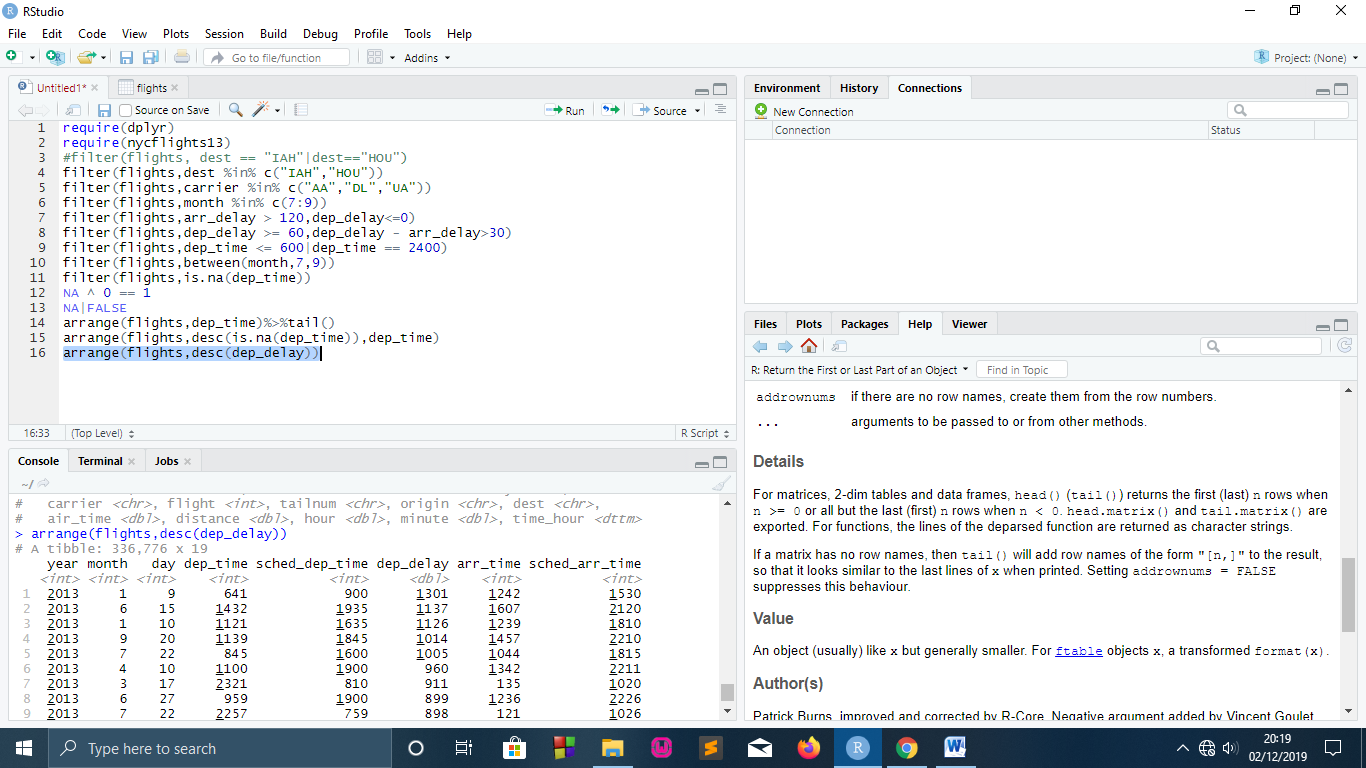 RStudio
File Edit Code View Plots Session Build Debug Profile Tools Help
Go to file/function Addins Project: (None)
Untitled1* flights
Source on Save Run Source
1 require(dplyr)
2 require(nycflights13)
3 #filter(flights, dest == "IAH"|dest=="HOU")
4 filter(flights,dest %in% c("IAH","HOU"))
5 filter(flights,carrier %in% c("AA","DL","UA"))
6 filter(flights,month %in% c(7:9))
7 filter(flights,arr_delay > 120,dep_delay<=0)
8 filter(flights,dep_delay >= 60,dep_delay - arr_delay>30)
9 filter(flights,dep_time <= 600|dep_time == 2400)
10 filter(flights,between(month,7,9))
11 filter(flights,is.na(dep_time))
12 NA ^ 0 == 1
13 NA|FALSE
14 arrange(flights,dep_time)%>%tail()
15 arrange(flights,desc(is.na(dep_time)),dep_time)
16 arrange(flights,desc(dep_delay))
16:33 (Top Level) R Script
Console Terminal Jobs
~/
# carrier <chr>, flight <int>, tailnum <chr>, origin <chr>, dest <chr>,
# air_time <dbl>, distance <dbl>, hour <dbl>, minute <dbl>, time_hour <dttm>
> arrange(flights,desc(dep_delay))
# A tibble: 336,776 x 19
year month day dep_time sched_dep_time dep_delay arr_time sched_arr_time
<int> <int> <int> <int> <int> <dbl> <int> <int>
1 2013 1 9 641 900 1301 1242 1530
2 2013 6 15 1432 1935 1137 1607 2120
3 2013 1 10 1121 1635 1126 1239 1810
4 2013 9 20 1139 1845 1014 1457 2210
5 2013 7 22 845 1600 1005 1044 1815
6 2013 4 10 1100 1900 960 1342 2211
7 2013 3 17 2321 810 911 135 1020
8 2013 6 27 959 1900 899 1236 2226
9 2013 7 22 2257 759 898 121 1026
Environment History Connections
New Connection
Connection Status
Files Plots Packages Help Viewer
R: Return the First or Last Part of an Object Find in Topic
addrownums if there are no row names, create them from the row numbers.
... arguments to be passed to or from other methods.
Details
For matrices, 2-dim tables and data frames, head() (tail()) returns the first (last) n rows when
n >= 0 or all but the last (first) n rows when n < 0. head.matrix() and tail.matrix() are
exported. For functions, the lines of the deparsed function are returned as character strings.
If a matrix has no row names, then tail() will add row names of the form "[n,]" to the result,
so that it looks similar to the last lines of x when printed. Setting addrownums = FALSE
suppresses this behaviour.
Value
An object (usually) like x but generally smaller. For ftable objects x, a transformed format(x).
Author(s)
Patrick Burns, improved and corrected by R-Core. Negative argument added by Vincent Goulet.
Type here to search
20:19
02/12/2019